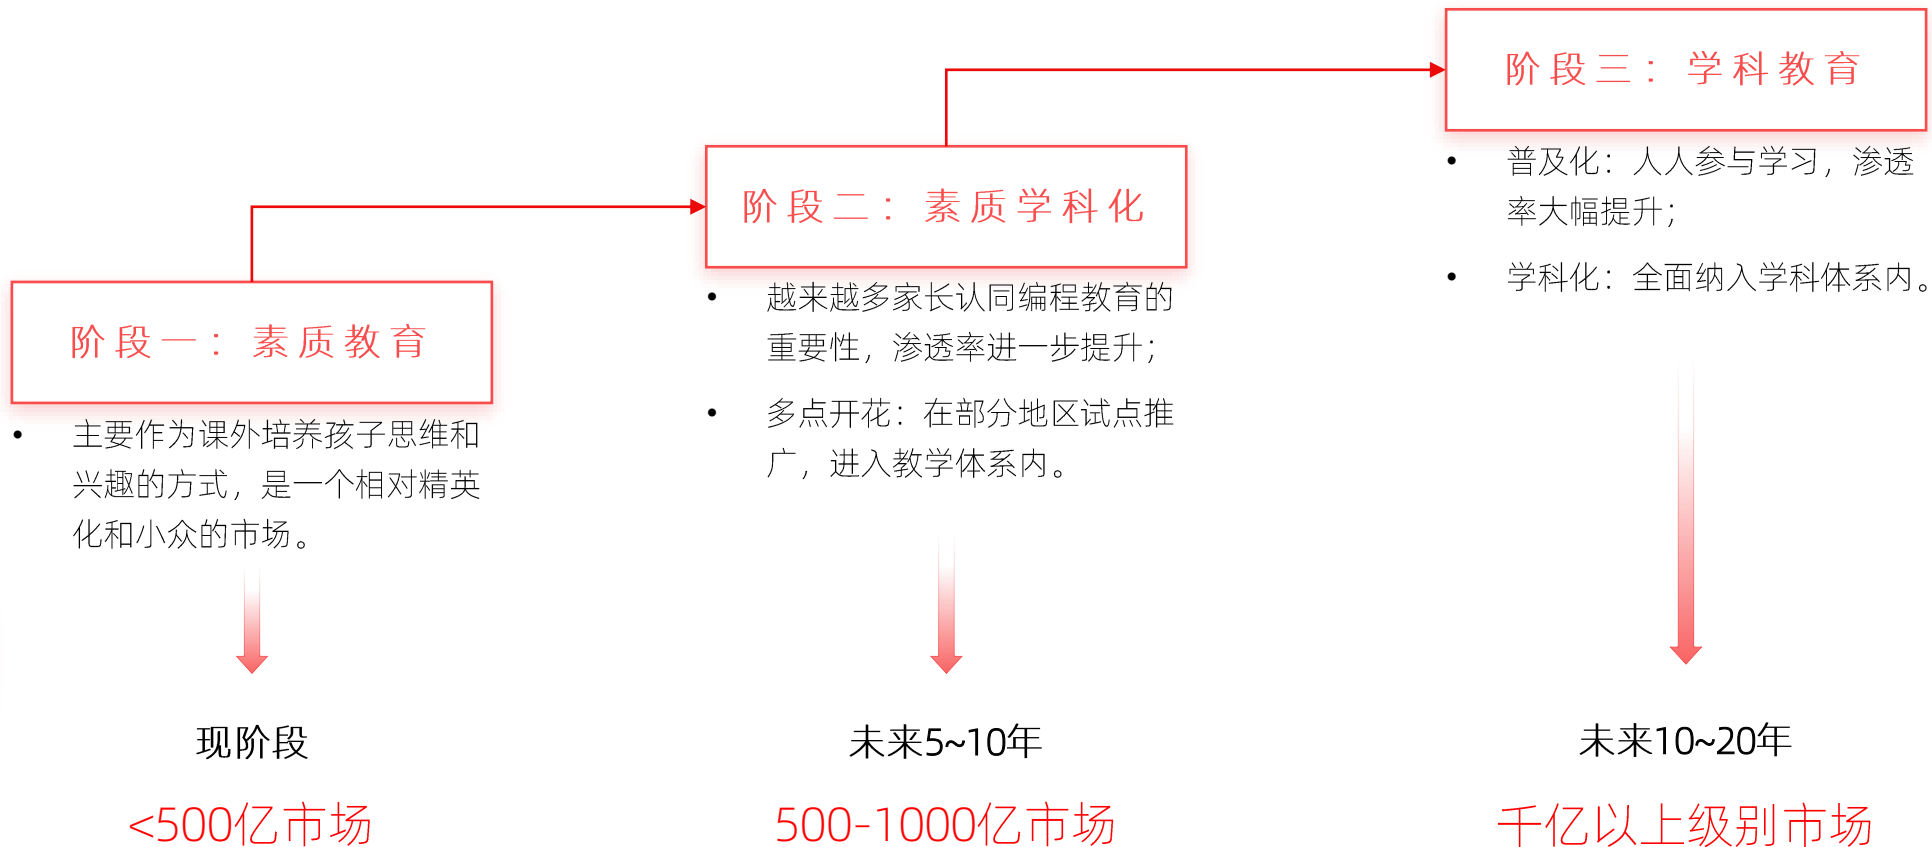 阶段一：素质教育
• 主要作为课外培养孩子思维和
兴趣的方式，是一个相对精英
化和小众的市场。
现阶段
<500亿市场
阶段二：素质学科化
• 越来越多家长认同编程教育的
重要性，渗透率进一步提升；
• 多点开花：在部分地区试点推
广，进入教学体系内。
未来5~10年
500-1000亿市场
阶段三：学科教育
• 普及化：人人参与学习，渗透
率大幅提升；
• 学科化：全面纳入学科体系内。
未来10~20年
千亿以上级别市场